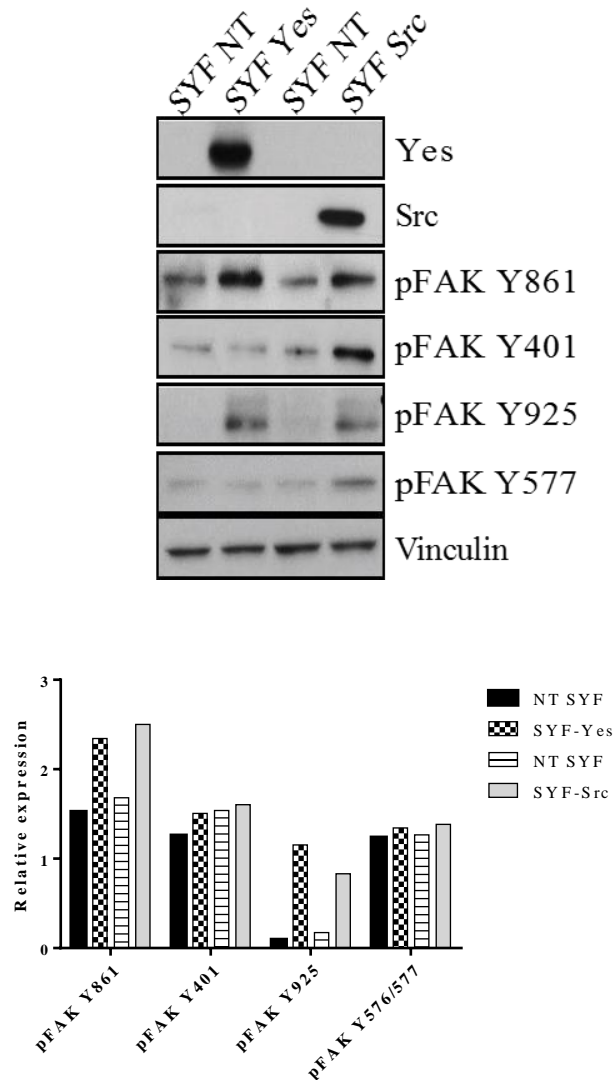 SYF NT
SYF Yes
SYF NT
SYF Src
Yes
Src
pFAK Y861
pFAK Y401
pFAK Y925
pFAK Y577
Vinculin
3
2
1
0
Relative expression
pFAK Y861
pFAK Y401
pFAK Y925
pFAK Y576/577
NT SYF
SYF-Yes
NT SYF
SYF-Src